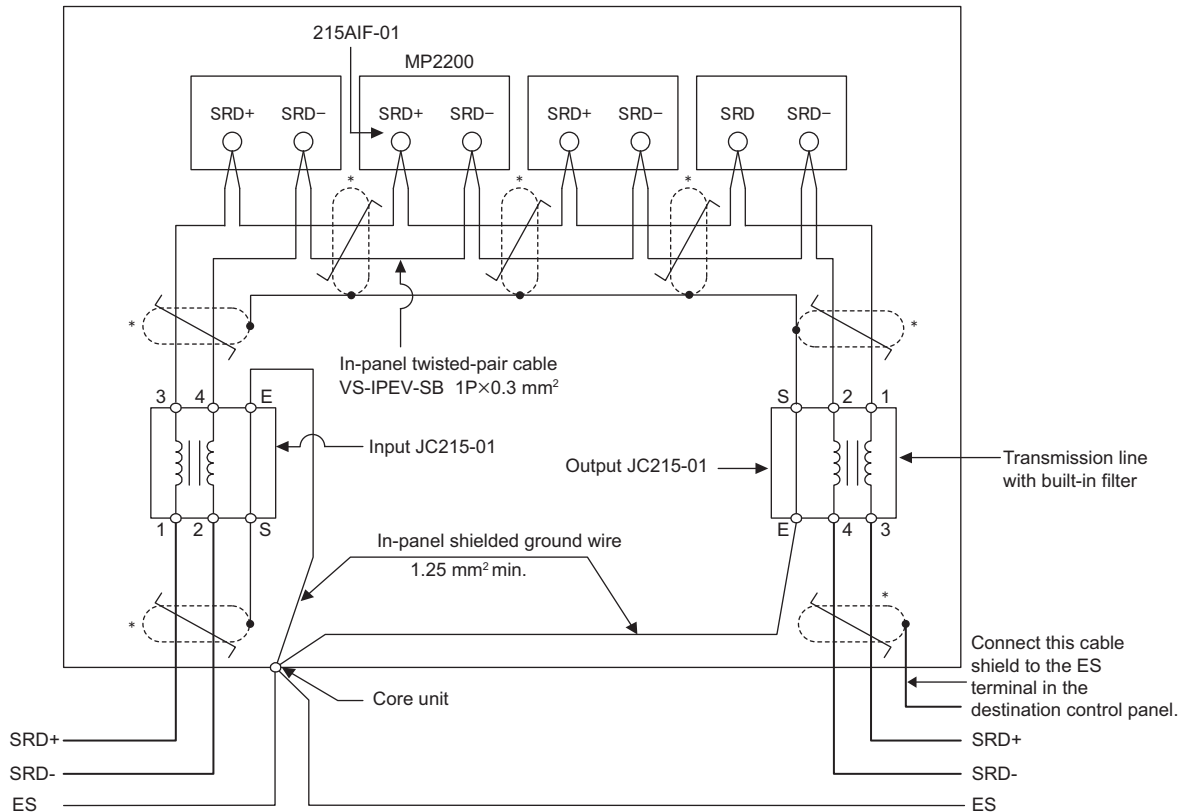 215AIF-01
MP2200
SRD+ SRD− SRD+ SRD− SRD+ SRD− SRD SRD−
* * *
* *
In-panel twisted-pair cable
VS-IPEV-SB 1P×0.3 mm²
3 4 E
S 2 1
Input JC215-01
Output JC215-01
Transmission line
with built-in filter
1 2 S
E 4 3
In-panel shielded ground wire
1.25 mm² min.
* *
Connect this cable
shield to the ES
terminal in the
destination control panel.
Core unit
SRD+ SRD+
SRD- SRD-
ES ES